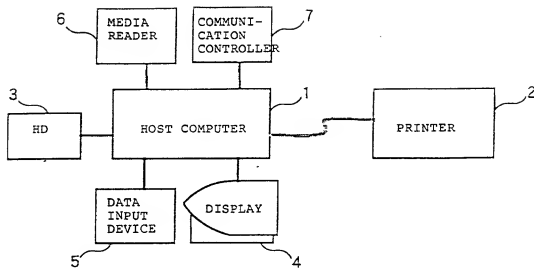 6
MEDIA
READER
COMMUNI-
CATION
CONTROLLER
7
3
HD
1
HOST COMPUTER
2
PRINTER
DATA
INPUT
DEVICE
5
DISPLAY
4